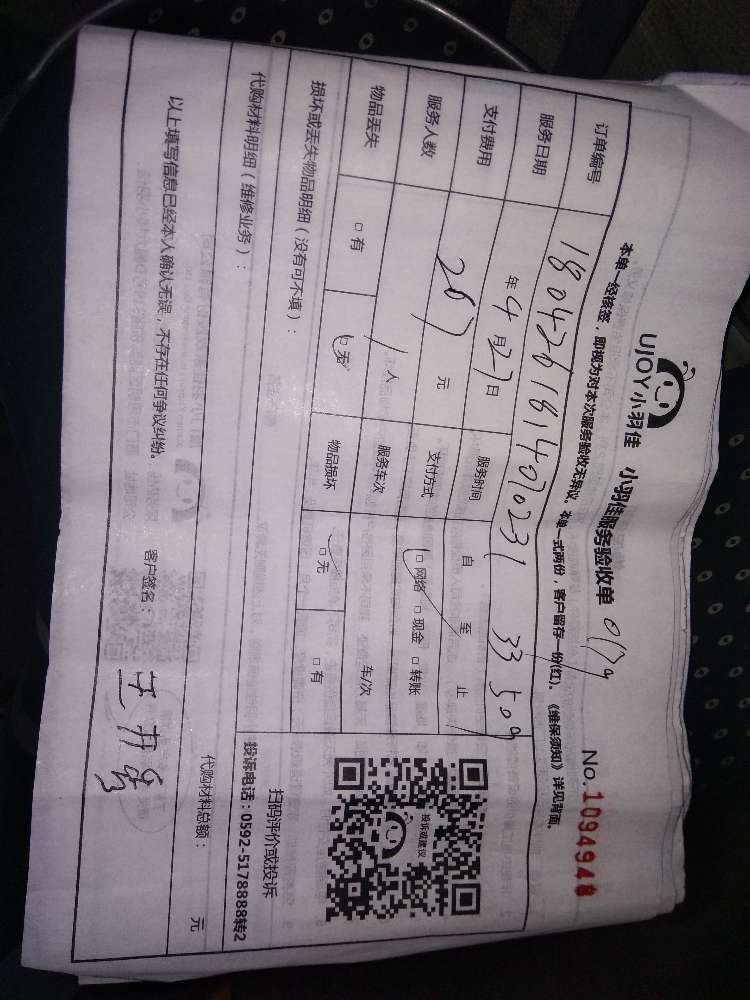 UJOY小羽佳 小羽佳服务验收单 No.1094948
本单一经核签，即视为对本次服务验收无异议。本单一式两份，客户留存一份(红)。《维保须知》详见背面。
订单编号
服务日期 年4月27日 服务时间 自 至 止
支付费用 267元 支付方式 □网络 □现金 □转账
服务人数 1人 服务车次 车/次
物品丢失 □有 □无 物品损坏 □无 □有
投诉或建议
扫码评价或投诉
投诉电话：0592-5178888转2
损坏或丢失物品明细（没有可不填）：
代购材料明细（维修业务）：
代购材料总额： 元
以上填写信息已经本人确认无误，不存在任何争议纠纷。 客户签名：